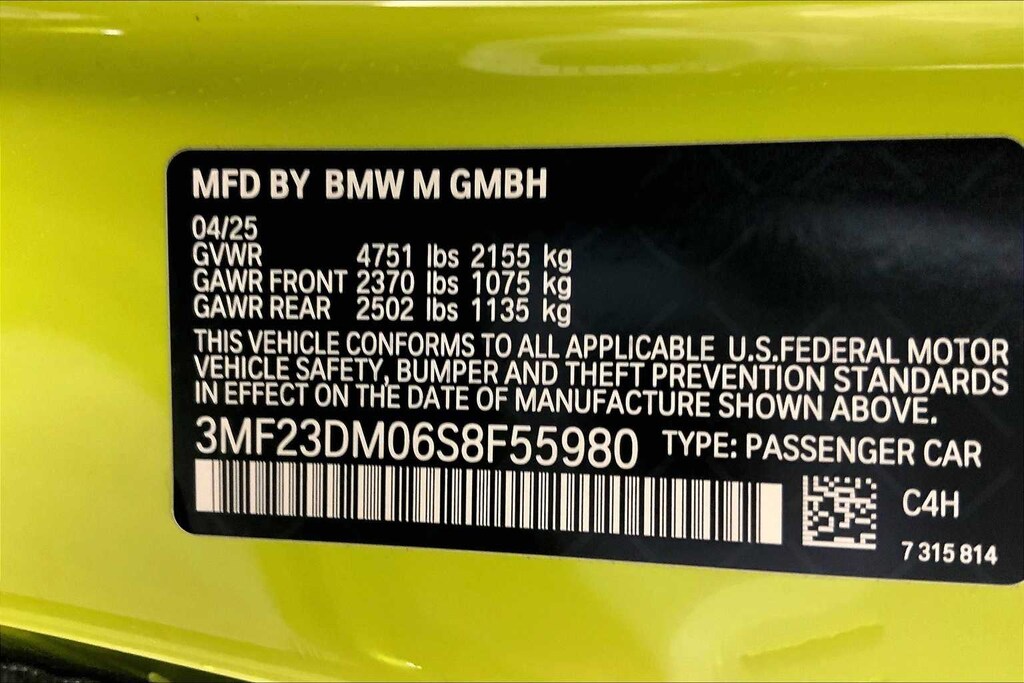 MFD BY BMW M GMBH
04/25
GVWR 4751 lbs 2155 kg
GAWR FRONT 2370 lbs 1075 kg
GAWR REAR 2502 lbs 1135 kg
THIS VEHICLE CONFORMS TO ALL APPLICABLE U.S.FEDERAL MOTOR
VEHICLE SAFETY, BUMPER AND THEFT PREVENTION STANDARDS
IN EFFECT ON THE DATE OF MANUFACTURE SHOWN ABOVE.
3MF23DM06S8F55980 TYPE: PASSENGER CAR
C4H
7 315 814